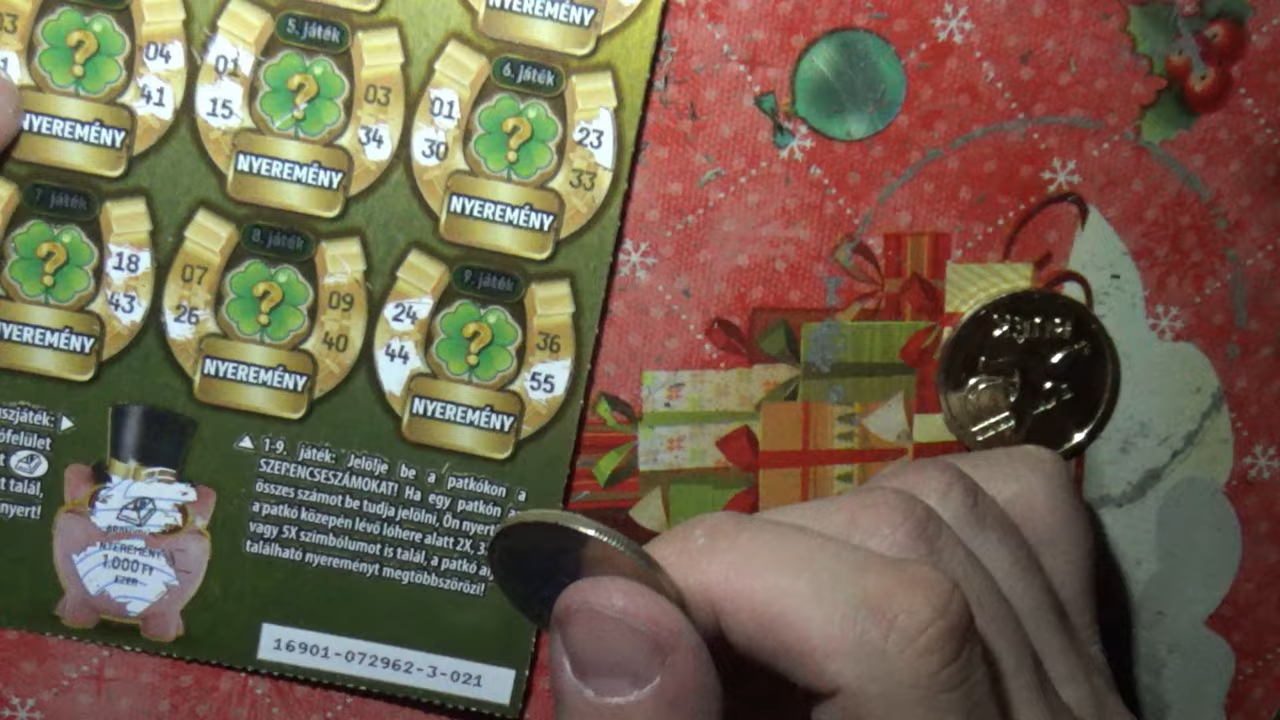 NYEREMÉNY
03
04
41
NYEREMÉNY
5. játék
01
15
03
34
NYEREMÉNY
6. játék
01
30
23
33
NYEREMÉNY
7. játék
18
43
NYEREMÉNY
8. játék
07
26
09
40
NYEREMÉNY
9. játék
24
44
36
55
NYEREMÉNY
NYEREMÉNY
1.000 FT
EZER
1-9. játék: Jelölje be a patkókon a
SZERENCSESZÁMOKAT! Ha egy patkón
összes számot be tudja jelölni, Ön nyert
a patkó közepén lévő lóhere alatt 2X,
vagy 5X szimbólumot is talál, a patkó
található nyereményt megtöbbszörözi!
16901-072962-3-021